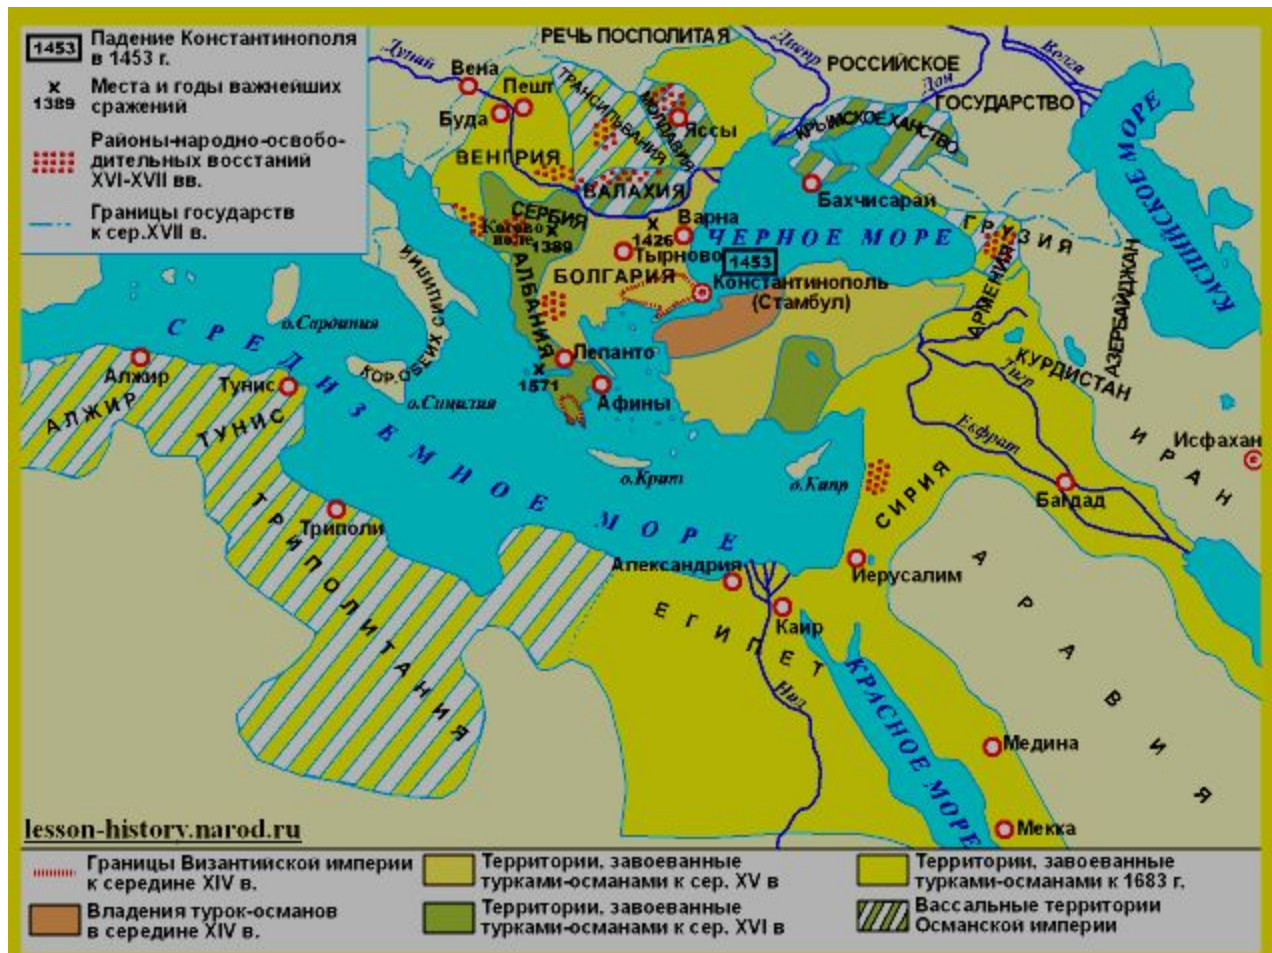 1453
Падение Константинополя
в 1453 г.
x
1389
Места и годы важнейших
сражений
Районы-народно-освобо-
дительных восстаний
XVI-XVII вв.
Границы государств
к сер.XVII в.
РЕЧЬ ПОСПОЛИТАЯ
РОССИЙСКОЕ
ГОСУДАРСТВО
Дунай
Днепр
Дон
Волга
Вена
Пешт
Буда
ТРАНСИЛЬВАНИЯ
МОЛДАВИЯ
Яссы
КРЫМСКОЕ ХАНСТВО
Бахчисарай
ВЕНГРИЯ
ВАЛАХИЯ
СЕРБИЯ
Косово
поле
x
1389
x
1426
Варна
Тырново
БОЛГАРИЯ
АЛБАНИЯ
ЧЕРНОЕ МОРЕ
1453
Константинополь
(Стамбул)
ГРУЗИЯ
АРМЕНИЯ
АЗЕРБАЙДЖАН
КАСПИЙСКОЕ МОРЕ
КУРДИСТАН
Тигр
Евфрат
ИРАН
Исфахан
Багдад
о.Сардиния
КОР.ОБЕИХ СИЦИЛИЙ
о.Сицилия
Лепанто
x
1571
Афины
о.Крит
о.Кипр
СРЕДИЗЕМНОЕ МОРЕ
Алжир
АЛЖИР
Тунис
ТУНИС
Триполи
ТРИПОЛИТАНИЯ
СИРИЯ
Александрия
Иерусалим
Каир
ЕГИПЕТ
Нил
КРАСНОЕ МОРЕ
АРАВИЯ
Медина
Мекка
lesson-history.narod.ru
Границы Византийской империи
к середине XIV в.
Владения турок-османов
в середине XIV в.
Территории, завоеванные
турками-османами к сер. XV в
Территории, завоеванные
турками-османами к сер. XVI в
Территории, завоеванные
турками-османами к 1683 г.
Вассальные территории
Османской империи